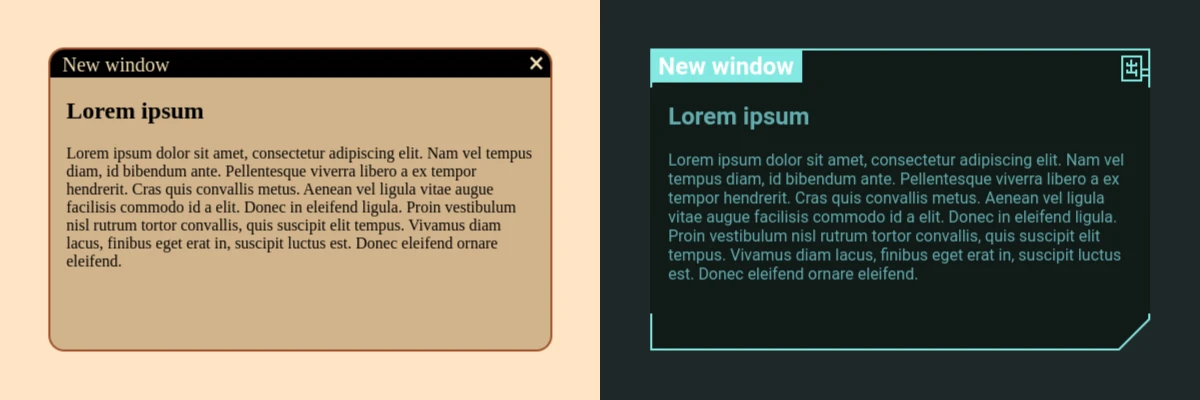 New window
Lorem ipsum
Lorem ipsum dolor sit amet, consectetur adipiscing elit. Nam vel tempus
diam, id bibendum ante. Pellentesque viverra libero a ex tempor
hendrerit. Cras quis convallis metus. Aenean vel ligula vitae augue
facilisis commodo id a elit. Donec in eleifend ligula. Proin vestibulum
nisl rutrum tortor convallis, quis suscipit elit tempus. Vivamus diam
lacus, finibus eget erat in, suscipit luctus est. Donec eleifend ornare
eleifend.
New window
Lorem ipsum
Lorem ipsum dolor sit amet, consectetur adipiscing elit. Nam vel
tempus diam, id bibendum ante. Pellentesque viverra libero a ex
tempor hendrerit. Cras quis convallis metus. Aenean vel ligula
vitae augue facilisis commodo id a elit. Donec in eleifend ligula.
Proin vestibulum nisl rutrum tortor convallis, quis suscipit elit
tempus. Vivamus diam lacus, finibus eget erat in, suscipit luctus
est. Donec eleifend ornare eleifend.